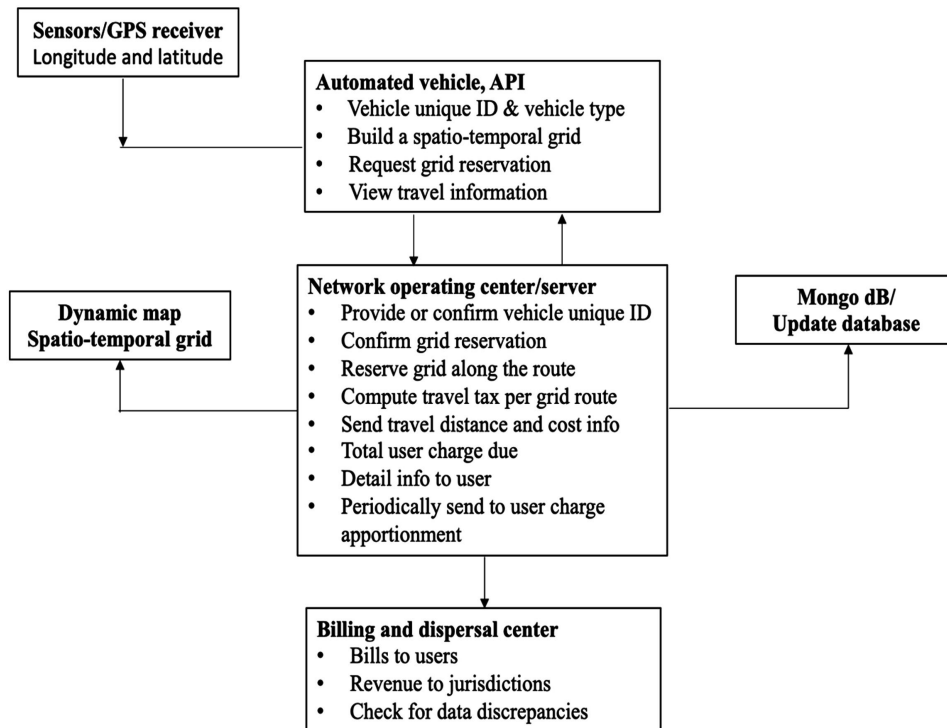 Sensors/GPS receiver
Longitude and latitude
Automated vehicle, API
• Vehicle unique ID & vehicle type
• Build a spatio-temporal grid
• Request grid reservation
• View travel information
Network operating center/server
• Provide or confirm vehicle unique ID
• Confirm grid reservation
• Reserve grid along the route
• Compute travel tax per grid route
• Send travel distance and cost info
• Total user charge due
• Detail info to user
• Periodically send to user charge
apportionment
Dynamic map
Spatio-temporal grid
Mongo dB/
Update database
Billing and dispersal center
• Bills to users
• Revenue to jurisdictions
• Check for data discrepancies